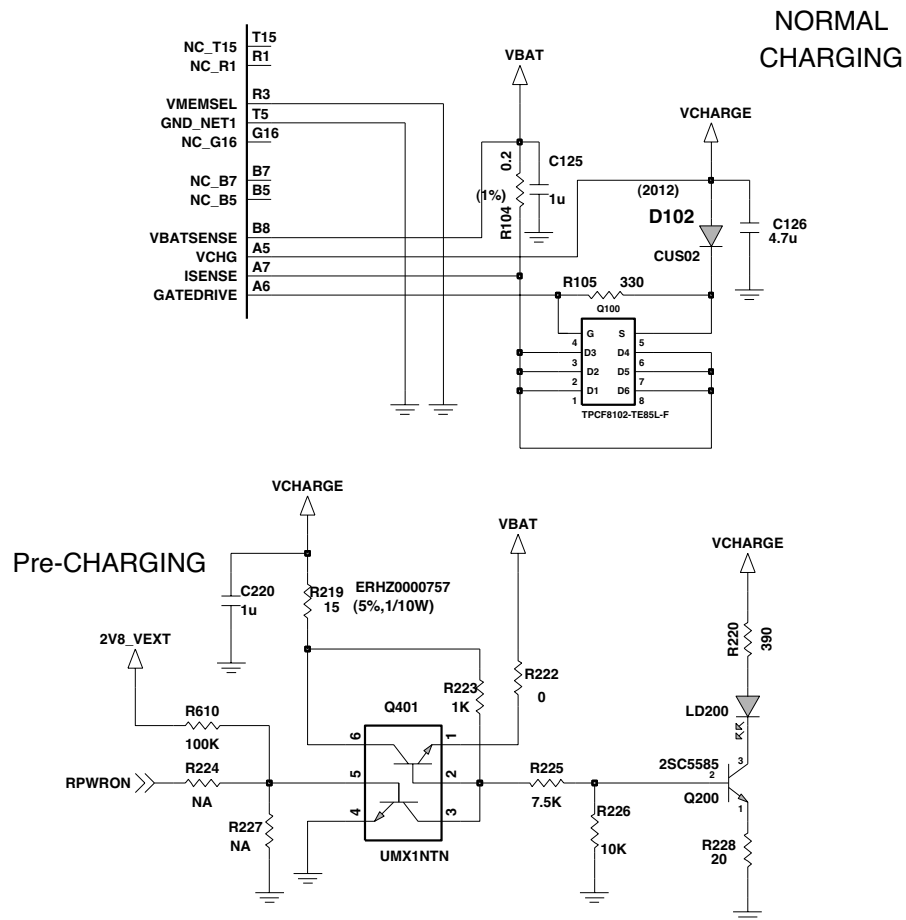 NORMAL
CHARGING
NC_T15 T15
NC_R1 R1
VMEMSEL R3
GND_NET1 T5
NC_G16 G16
NC_B7 B7
NC_B5 B5
VBATSENSE B8
VCHG A5
ISENSE A7
GATEDRIVE A6
VBAT
0.2
(1%)
R104
C125
1u
VCHARGE
(2012)
D102
CUS02
C126
4.7u
R105 330
Q100
G S
4 5
D3 D4
3 6
D2 D5
2 7
D1 D6
1 8
TPCF8102-TE85L-F
Pre-CHARGING
VCHARGE
C220
1u
R219
15
ERHZ0000757
(5%,1/10W)
VBAT
R222
0
R223
1K
2V8_VEXT
R610
100K
RPWRON
R224
NA
R227
NA
Q401
6 1
5 2
4 3
UMX1NTN
R225
7.5K
R226
10K
VCHARGE
R220
390
LD200
2SC5585
2
3
Q200
1
R228
20